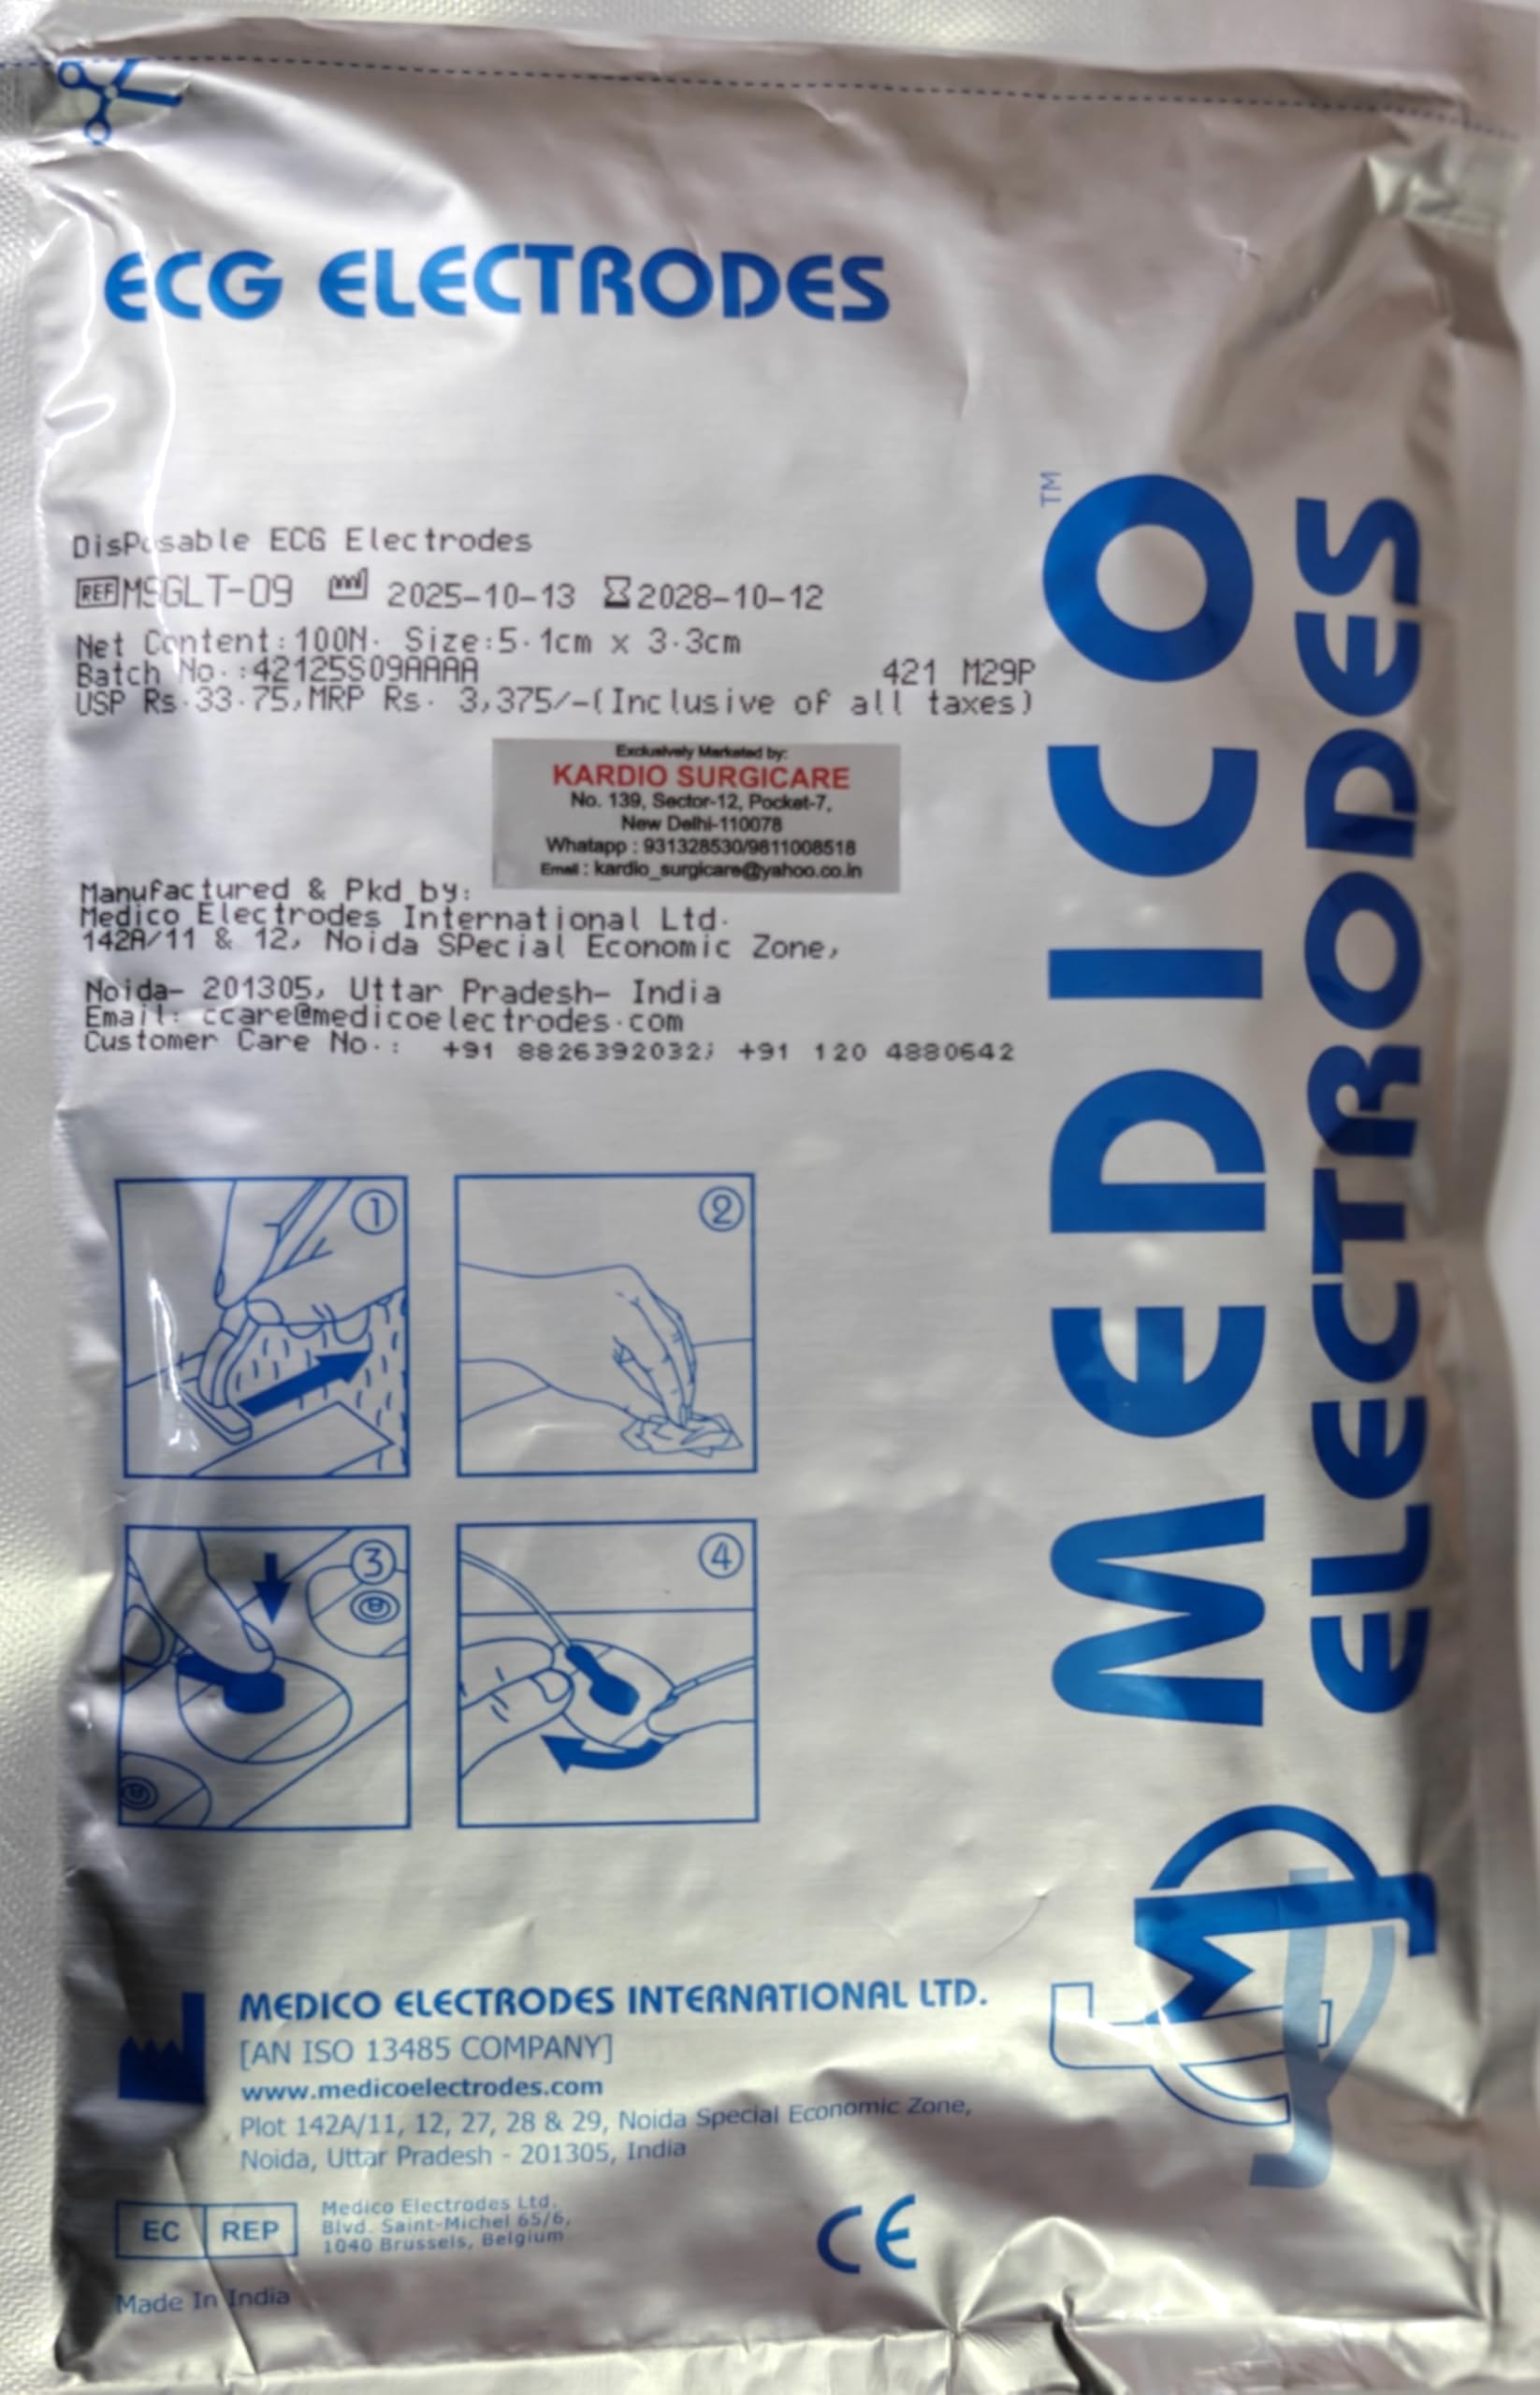 ECG ELECTRODES
DisPosable ECG Electrodes
REF MSGLT-09 2025-10-13 2028-10-12
Net Content:100N. Size:5.1cm x 3.3cm
Batch No.:42125S09AAAA 421 M29P
USP Rs.33.75,MRP Rs. 3,375/-(Inclusive of all taxes)
Exclusively Marketed by:
KARDIO SURGICARE
No. 139, Sector-12, Pocket-7,
New Delhi-110078
Whatapp : 931328530/9811008518
Email : kardio_surgicare@yahoo.co.in
Manufactured & Pkd by:
Medico Electrodes International Ltd.
142A/11 & 12, Noida SPecial Economic Zone,
Noida- 201305, Uttar Pradesh- India
Email: ccare@medicoelectrodes.com
Customer Care No.: +91 8826392032; +91 120 4880642
1
2
3
4
MEDICO™
ELECTRODES
MEDICO ELECTRODES INTERNATIONAL LTD.
[AN ISO 13485 COMPANY]
www.medicoelectrodes.com
Plot 142A/11, 12, 27, 28 & 29, Noida Special Economic Zone,
Noida, Uttar Pradesh - 201305, India
EC REP
Medico Electrodes Ltd.
Blvd. Saint-Michel 65/6,
1040 Brussels, Belgium
CE
Made In India